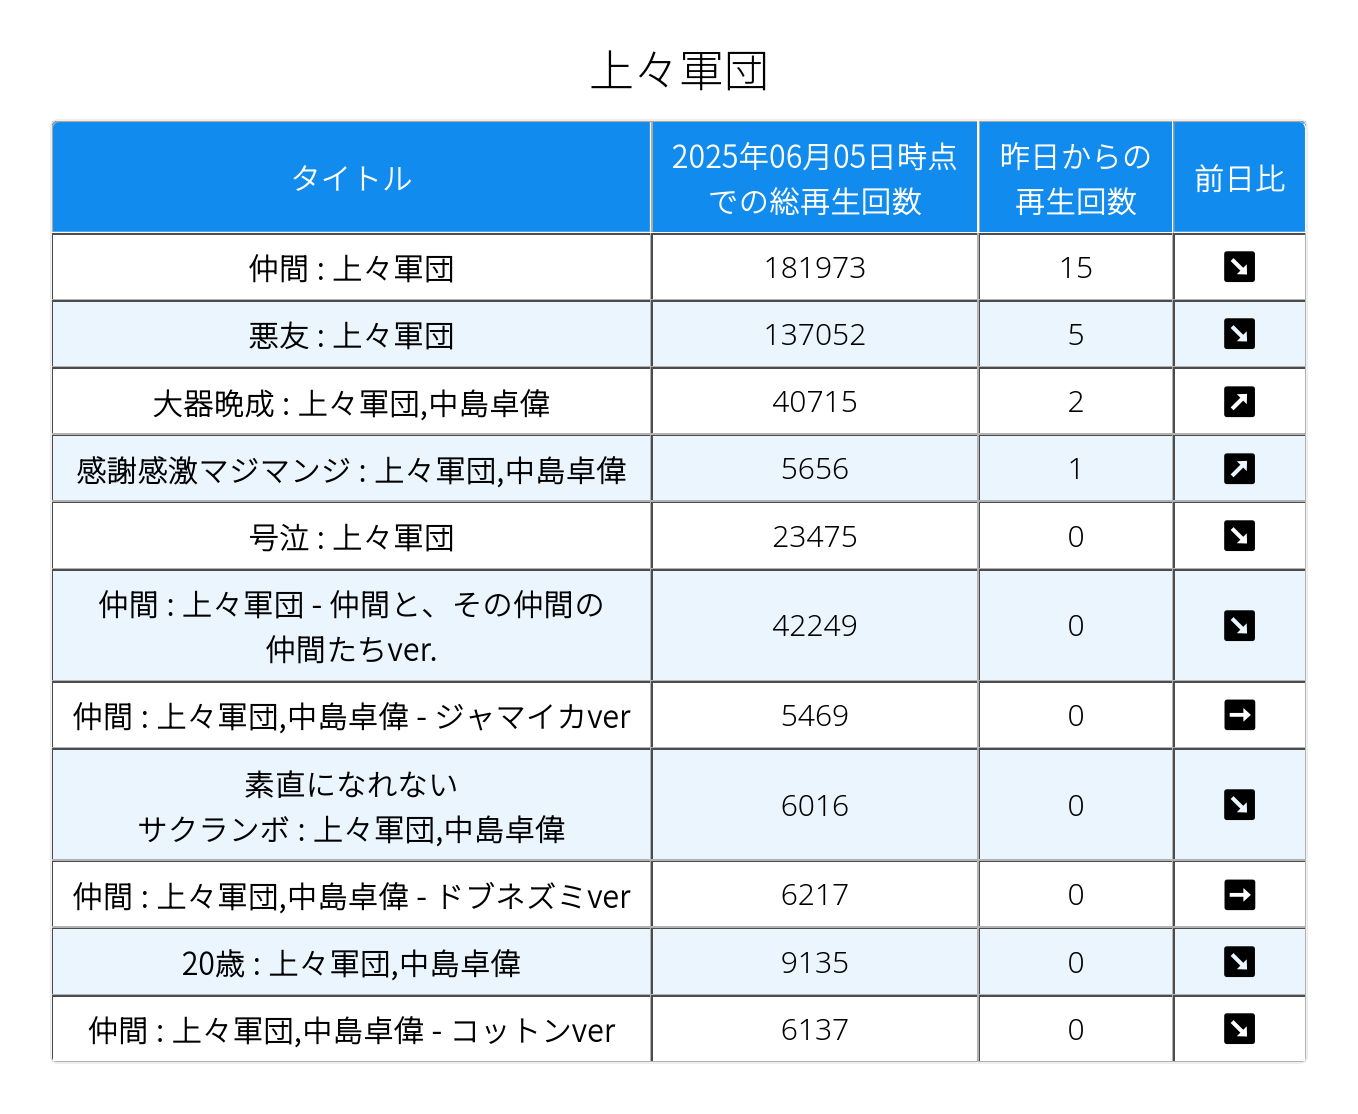 上々軍団
タイトル
2025年06月05日時点
での総再生回数
昨日からの
再生回数
前日比
仲間 : 上々軍団
181973
15
悪友 : 上々軍団
137052
5
大器晩成 : 上々軍団,中島卓偉
40715
2
感謝感激マジマンジ : 上々軍団,中島卓偉
5656
1
号泣 : 上々軍団
23475
0
仲間 : 上々軍団 - 仲間と、その仲間の
仲間たちver.
42249
0
仲間 : 上々軍団,中島卓偉 - ジャマイカver
5469
0
素直になれない
サクランボ : 上々軍団,中島卓偉
6016
0
仲間 : 上々軍団,中島卓偉 - ドブネズミver
6217
0
20歳 : 上々軍団,中島卓偉
9135
0
仲間 : 上々軍団,中島卓偉 - コットンver
6137
0